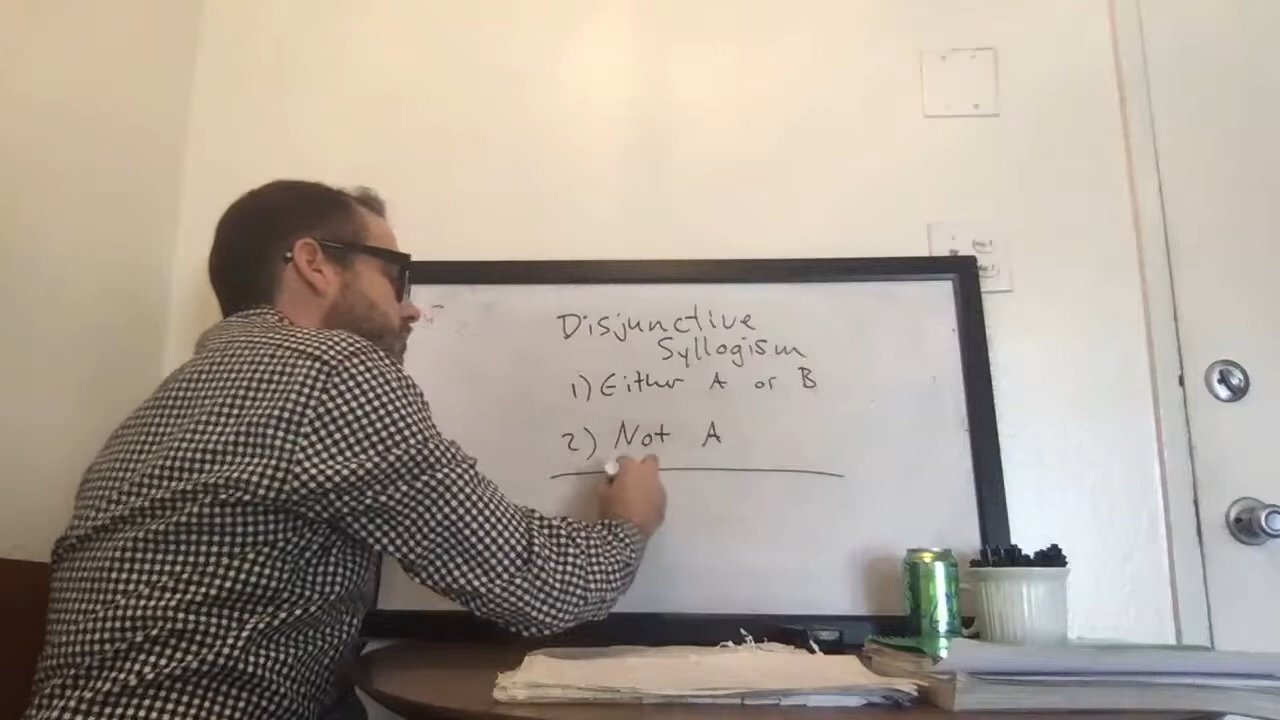 Disjunctive
Syllogism
1) Either A or B
2) Not A